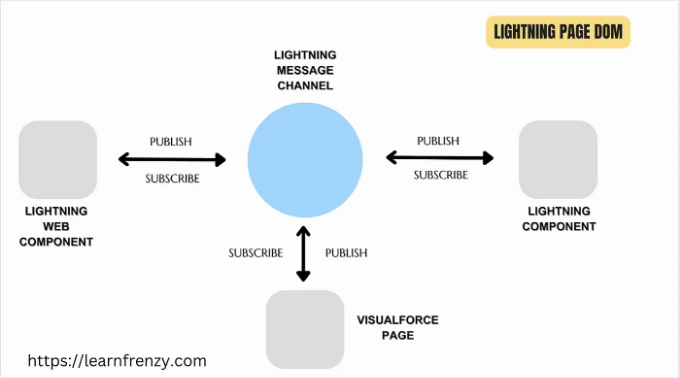 LIGHTNING PAGE DOM
LIGHTNING
MESSAGE
CHANNEL
PUBLISH
SUBSCRIBE
LIGHTNING
WEB
COMPONENT
PUBLISH
SUBSCRIBE
LIGHTNING
COMPONENT
SUBSCRIBE
PUBLISH
VISUALFORCE
PAGE
https://learnfrenzy.com